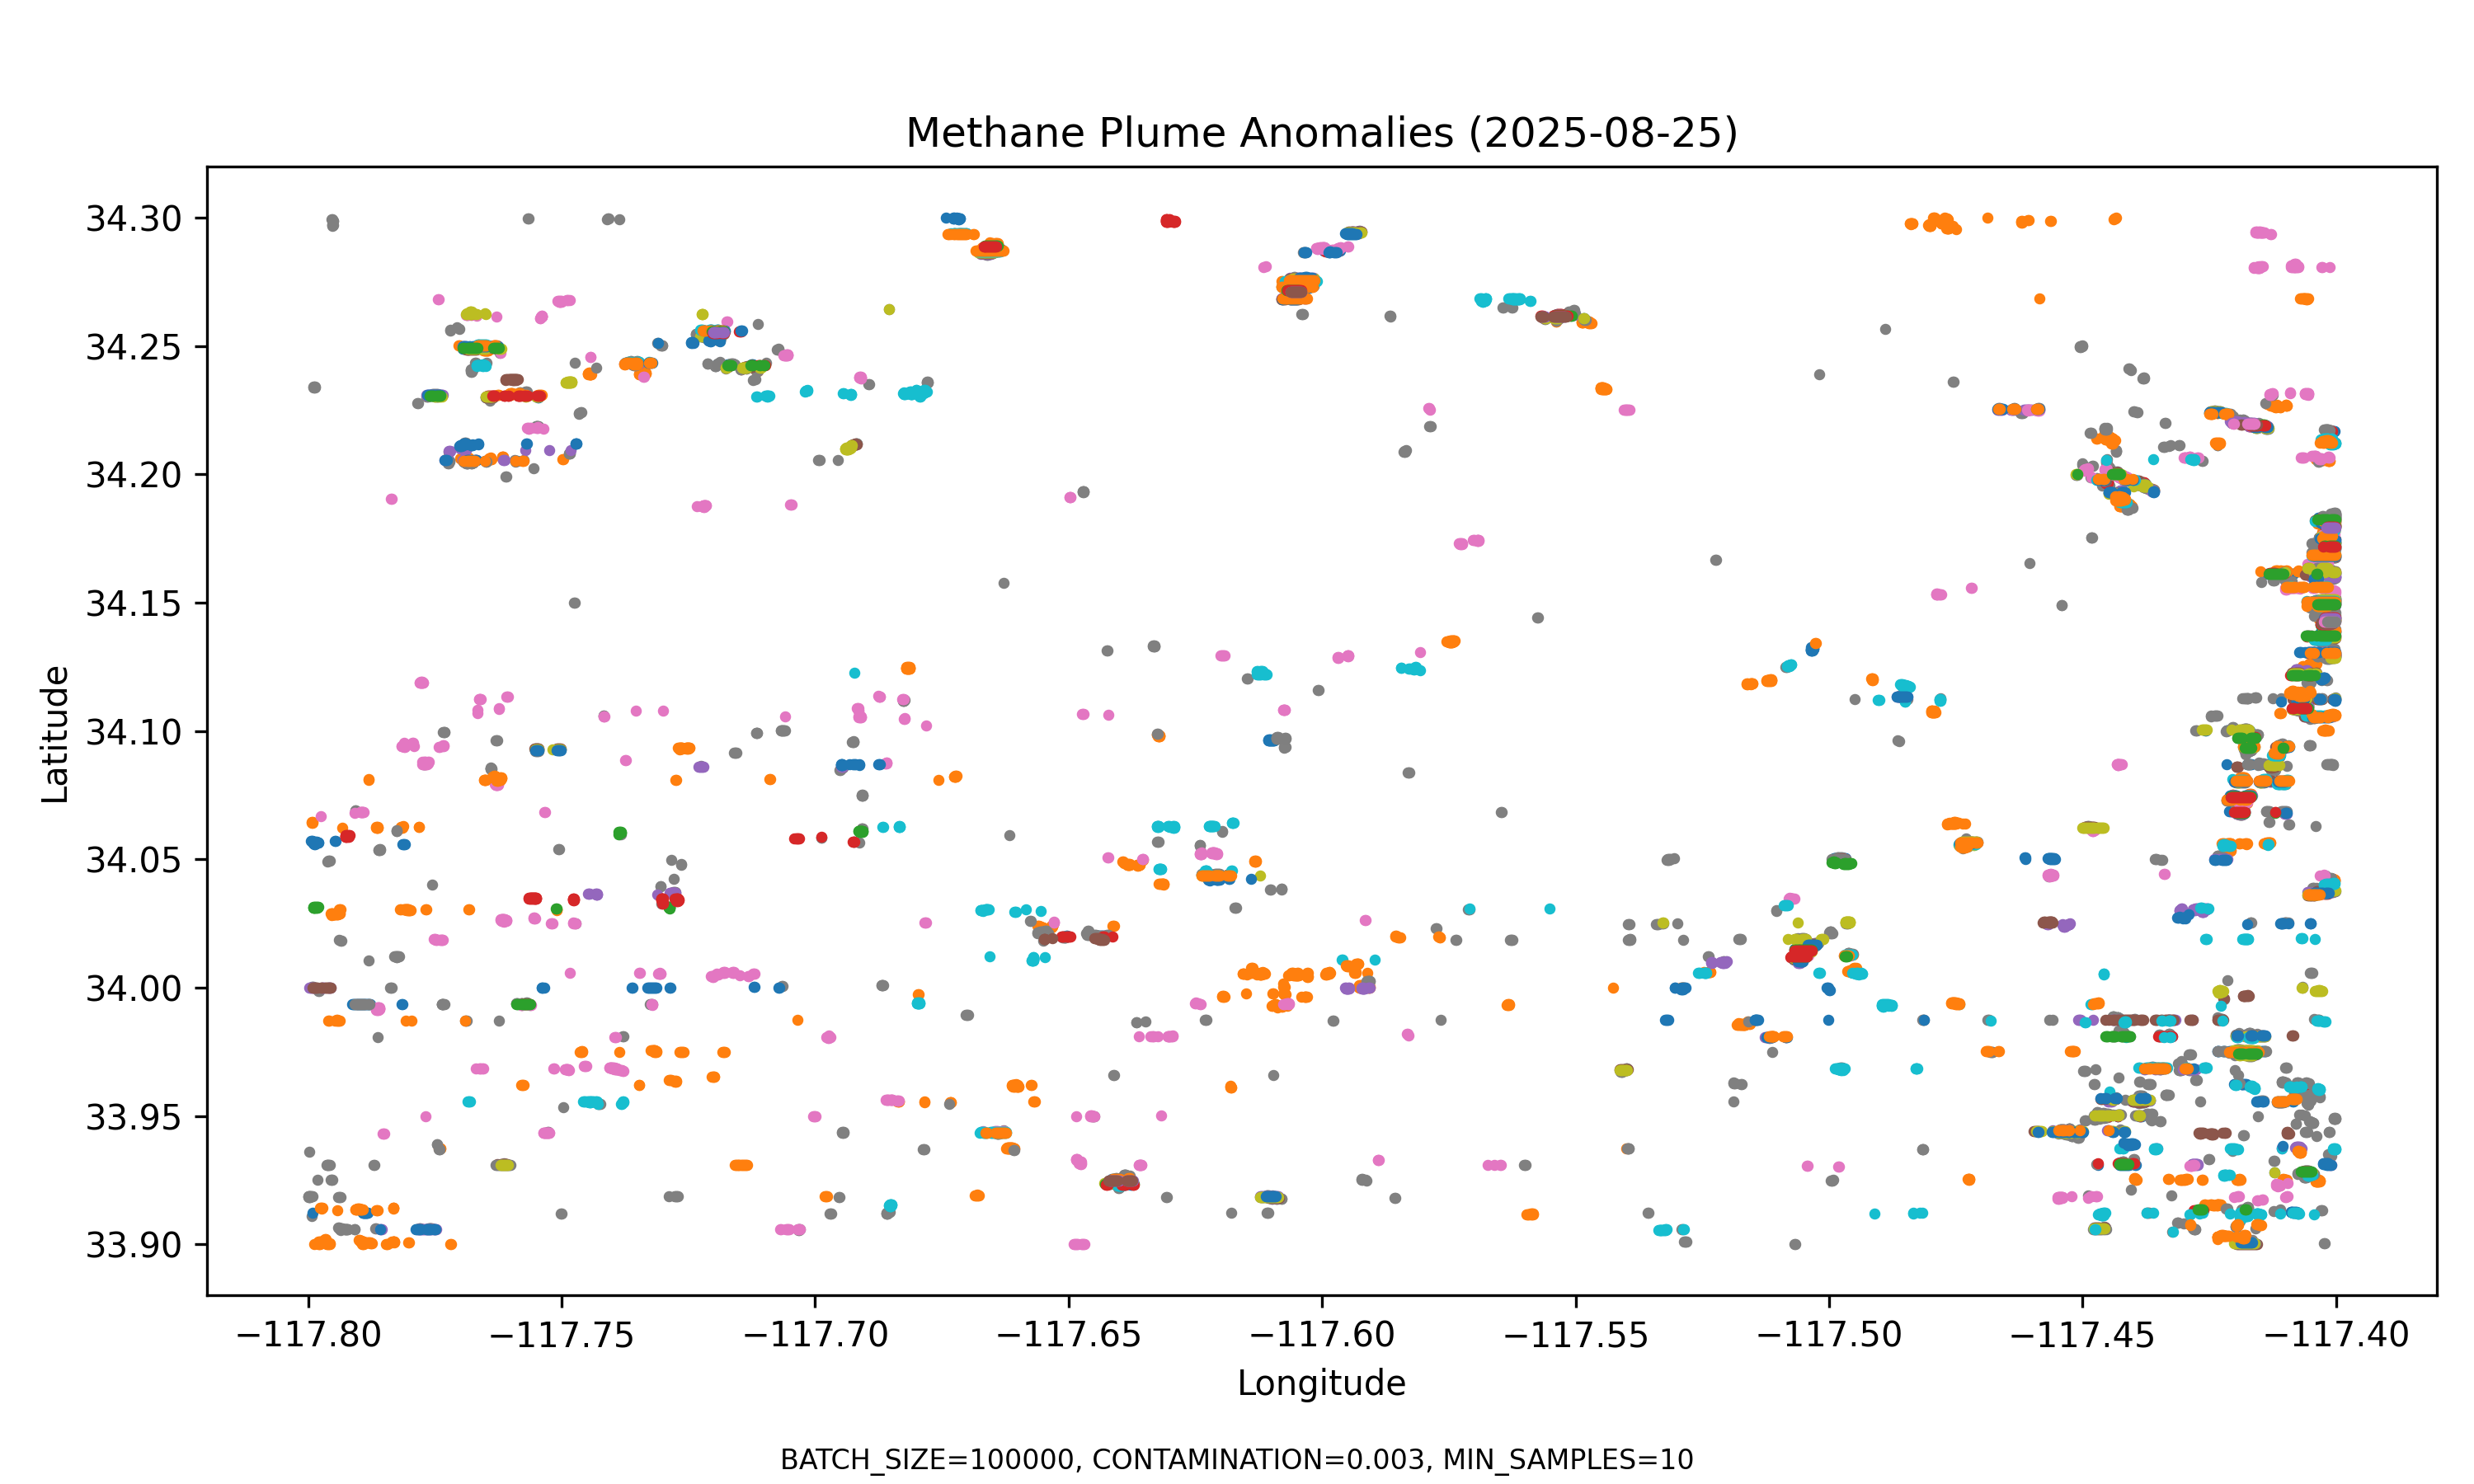 Methane Plume Anomalies (2025-08-25)
34.30
34.25
34.20
34.15
34.10
34.05
34.00
33.95
33.90
Latitude
−117.80 −117.75 −117.70 −117.65 −117.60 −117.55 −117.50 −117.45 −117.40
Longitude
BATCH_SIZE=100000, CONTAMINATION=0.003, MIN_SAMPLES=10